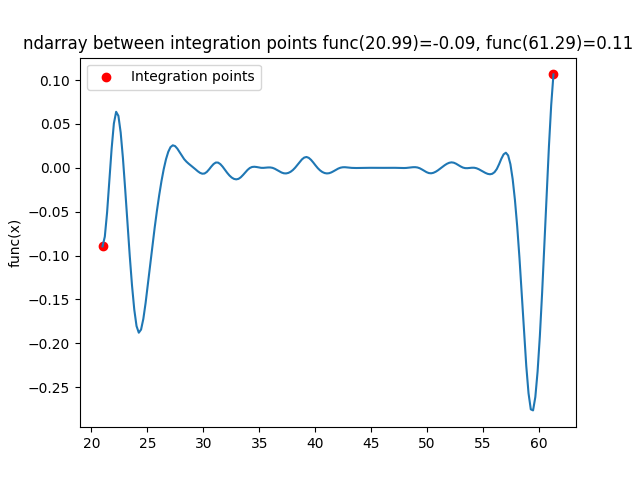 ndarray between integration points func(20.99)=-0.09, func(61.29)=0.11
Integration points
func(x)
0.10
0.05
0.00
−0.05
−0.10
−0.15
−0.20
−0.25
20 25 30 35 40 45 50 55 60